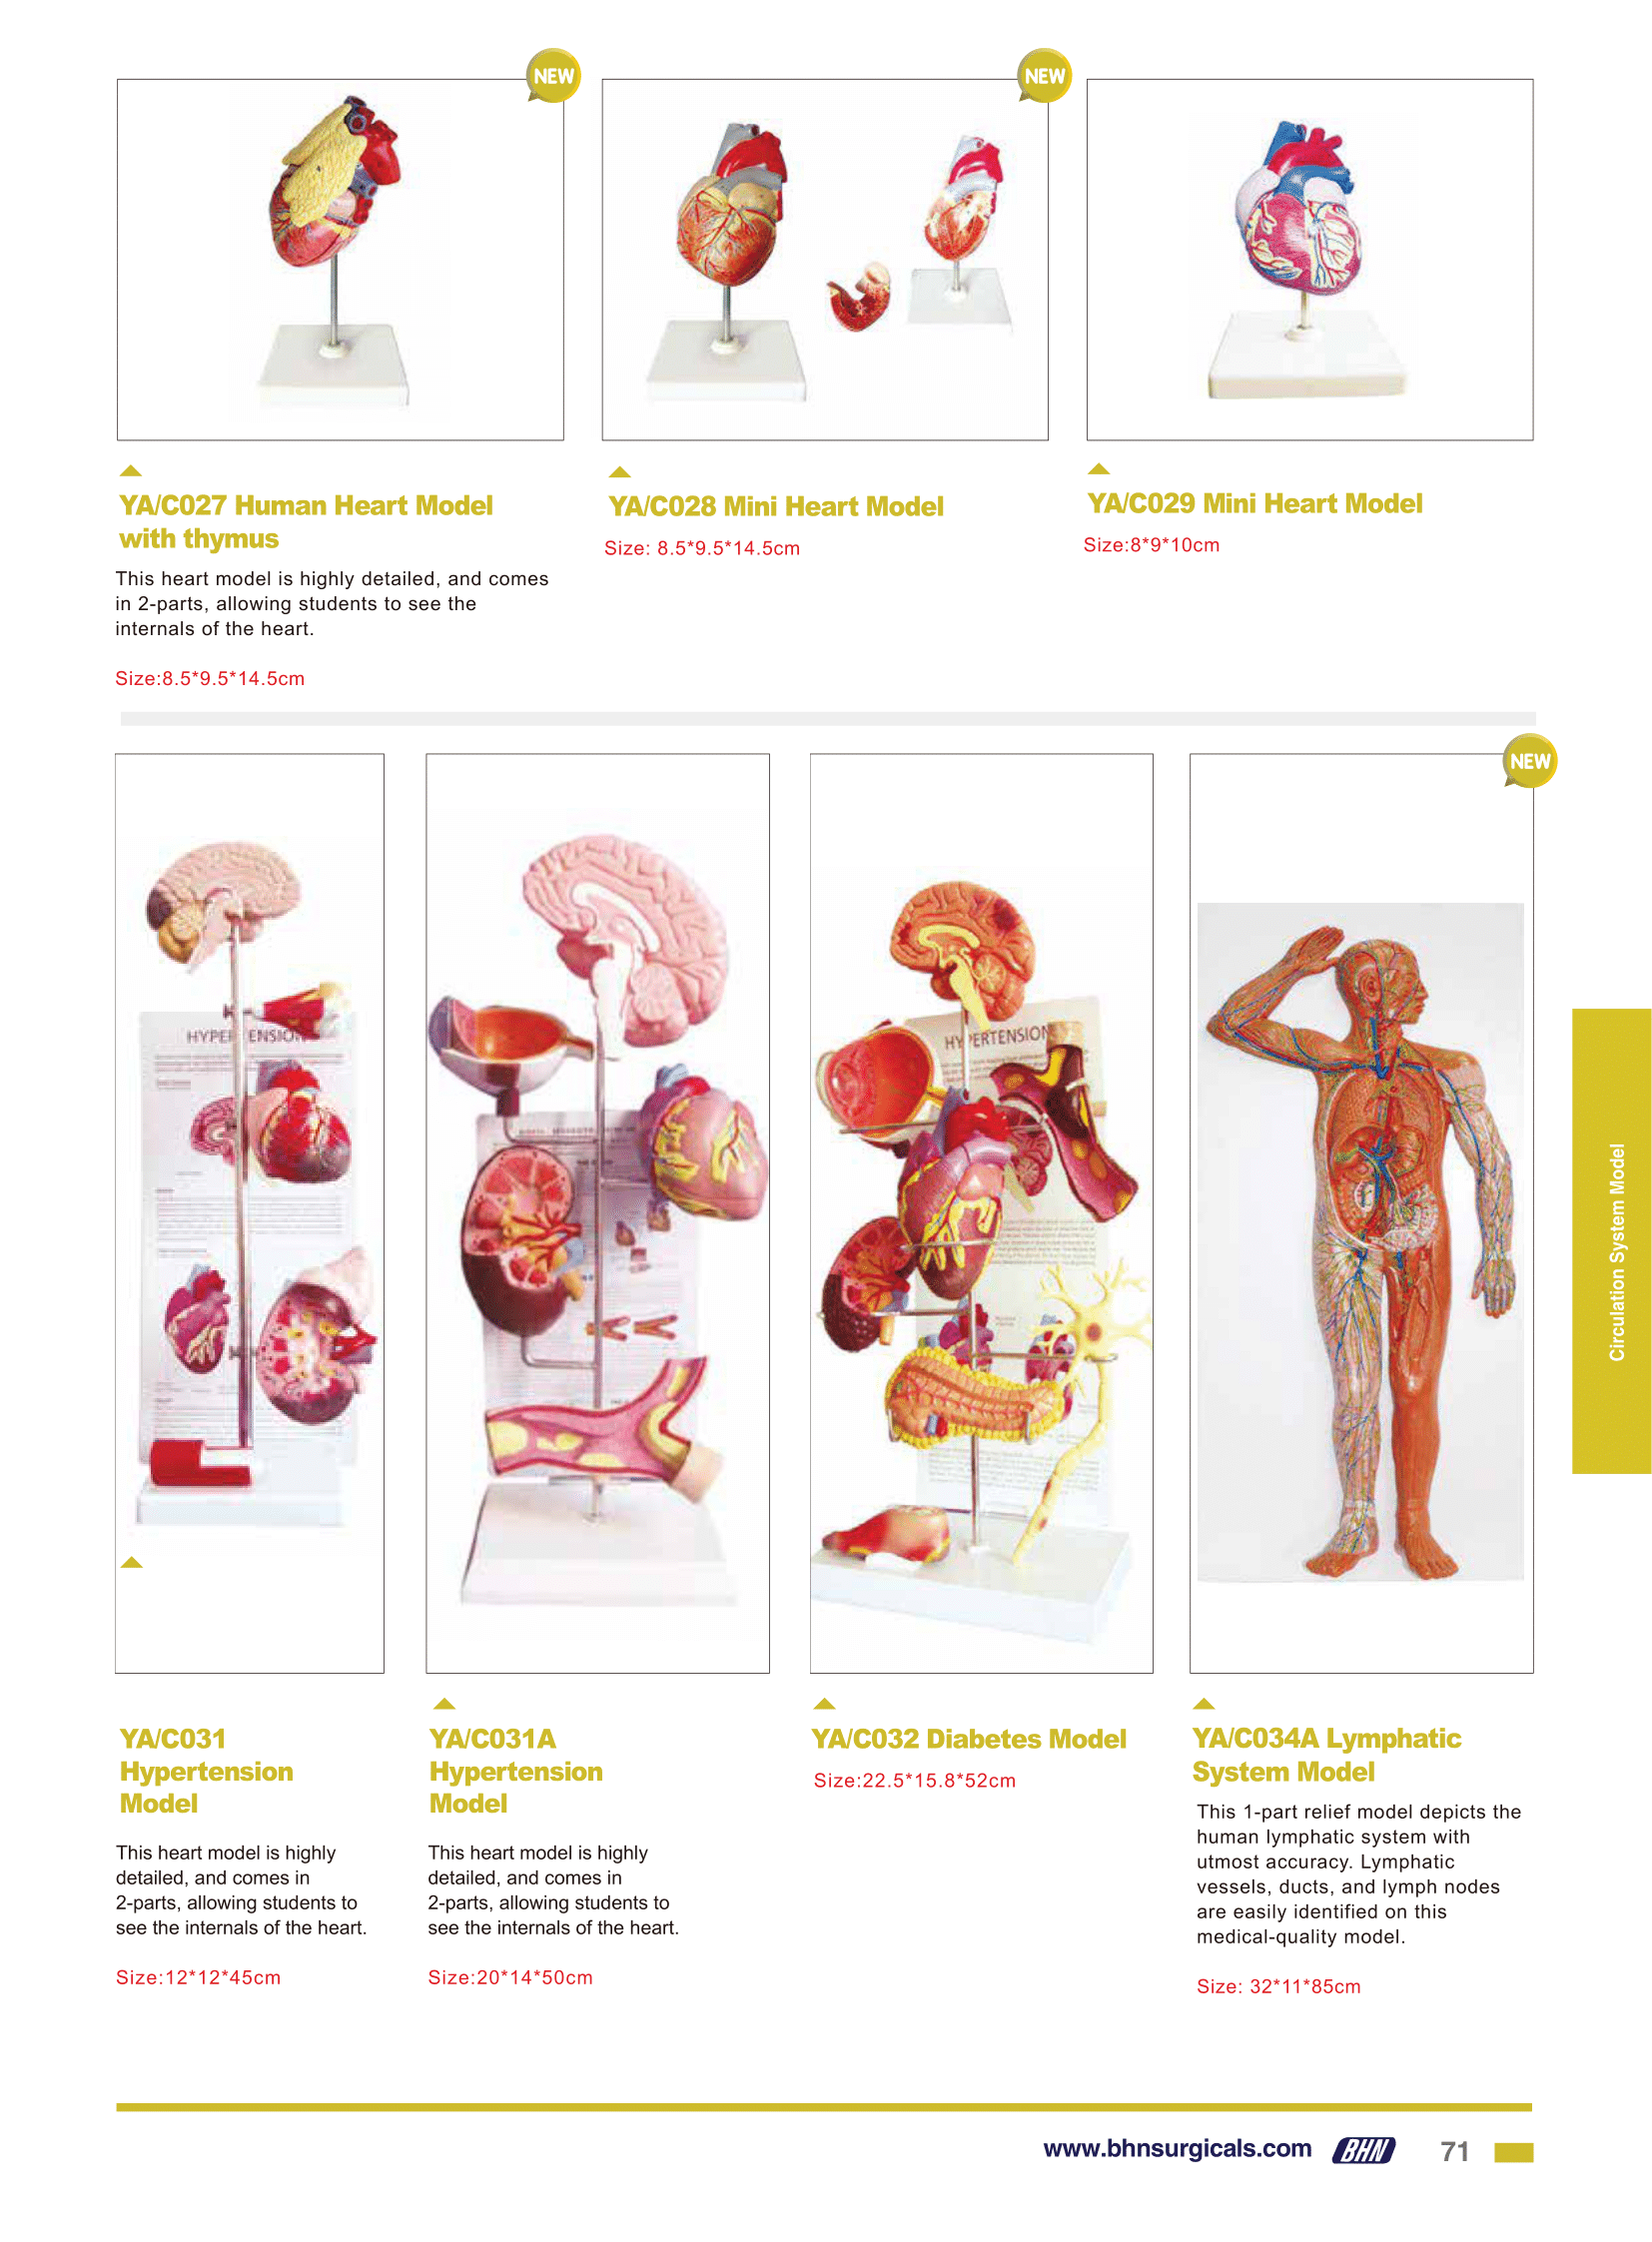 NEW
NEW
YA/C027 Human Heart Model
with thymus
This heart model is highly detailed, and comes
in 2-parts, allowing students to see the
internals of the heart.
Size:8.5*9.5*14.5cm
YA/C028 Mini Heart Model
Size: 8.5*9.5*14.5cm
YA/C029 Mini Heart Model
Size:8*9*10cm
NEW
HYPERTENSION
HYPERTENSION
YA/C031
Hypertension
Model
This heart model is highly
detailed, and comes in
2-parts, allowing students to
see the internals of the heart.
Size:12*12*45cm
YA/C031A
Hypertension
Model
This heart model is highly
detailed, and comes in
2-parts, allowing students to
see the internals of the heart.
Size:20*14*50cm
YA/C032 Diabetes Model
Size:22.5*15.8*52cm
YA/C034A Lymphatic
System Model
This 1-part relief model depicts the
human lymphatic system with
utmost accuracy. Lymphatic
vessels, ducts, and lymph nodes
are easily identified on this
medical-quality model.
Size: 32*11*85cm
Circulation System Model
www.bhnsurgicals.com BHN 71